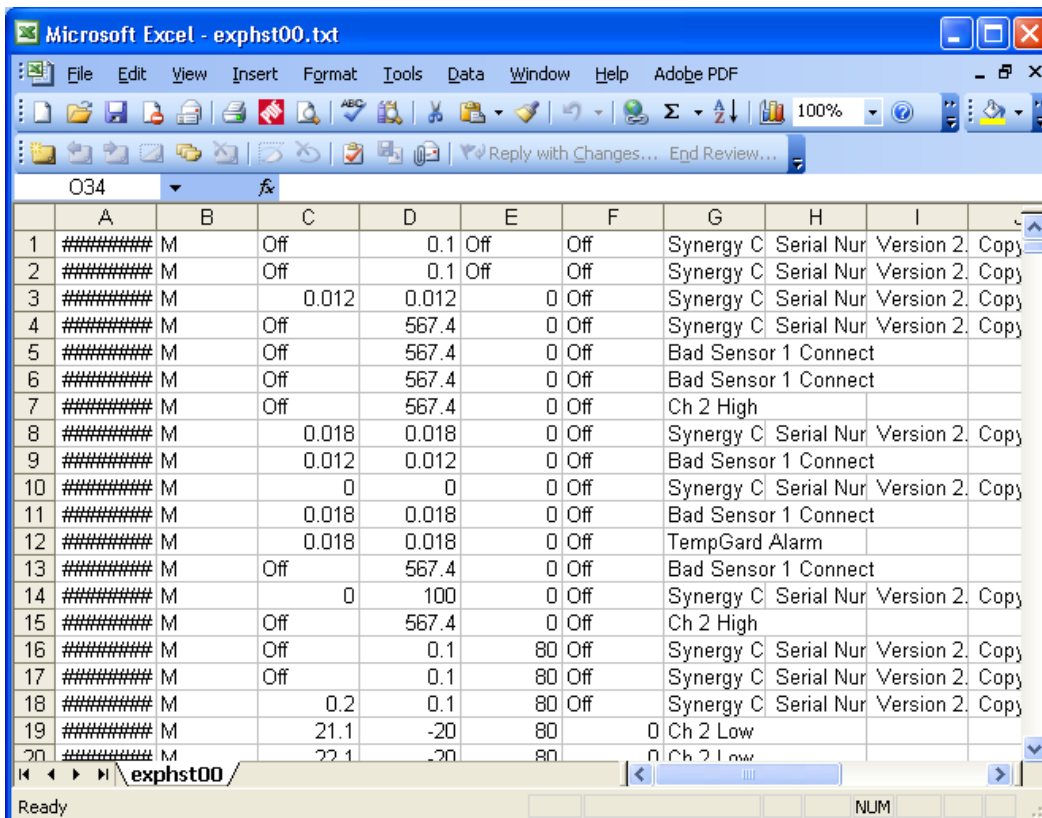 Microsoft Excel - exphst00.txt
File Edit View Insert Format Tools Data Window Help Adobe PDF
ABC Σ A Z 100%
Reply with Changes... End Review...
O34 fx
A B C D E F G H I J
1 ######## M Off 0.1 Off Off Synergy C Serial Nur Version 2. Copy
2 ######## M Off 0.1 Off Off Synergy C Serial Nur Version 2. Copy
3 ######## M 0.012 0.012 0 Off Synergy C Serial Nur Version 2. Copy
4 ######## M Off 567.4 0 Off Synergy C Serial Nur Version 2. Copy
5 ######## M Off 567.4 0 Off Bad Sensor 1 Connect
6 ######## M Off 567.4 0 Off Bad Sensor 1 Connect
7 ######## M Off 567.4 0 Off Ch 2 High
8 ######## M 0.018 0.018 0 Off Synergy C Serial Nur Version 2. Copy
9 ######## M 0.012 0.012 0 Off Bad Sensor 1 Connect
10 ######## M 0 0 0 Off Synergy C Serial Nur Version 2. Copy
11 ######## M 0.018 0.018 0 Off Bad Sensor 1 Connect
12 ######## M 0.018 0.018 0 Off TempGard Alarm
13 ######## M Off 567.4 0 Off Bad Sensor 1 Connect
14 ######## M 0 100 0 Off Synergy C Serial Nur Version 2. Copy
15 ######## M Off 567.4 0 Off Ch 2 High
16 ######## M Off 0.1 80 Off Synergy C Serial Nur Version 2. Copy
17 ######## M Off 0.1 80 Off Synergy C Serial Nur Version 2. Copy
18 ######## M 0.2 0.1 80 Off Synergy C Serial Nur Version 2. Copy
19 ######## M 21.1 -20 80 0 Ch 2 Low
20 ######## M 22.1 -20 80 0 Ch 2 Low
exphst00
Ready NUM